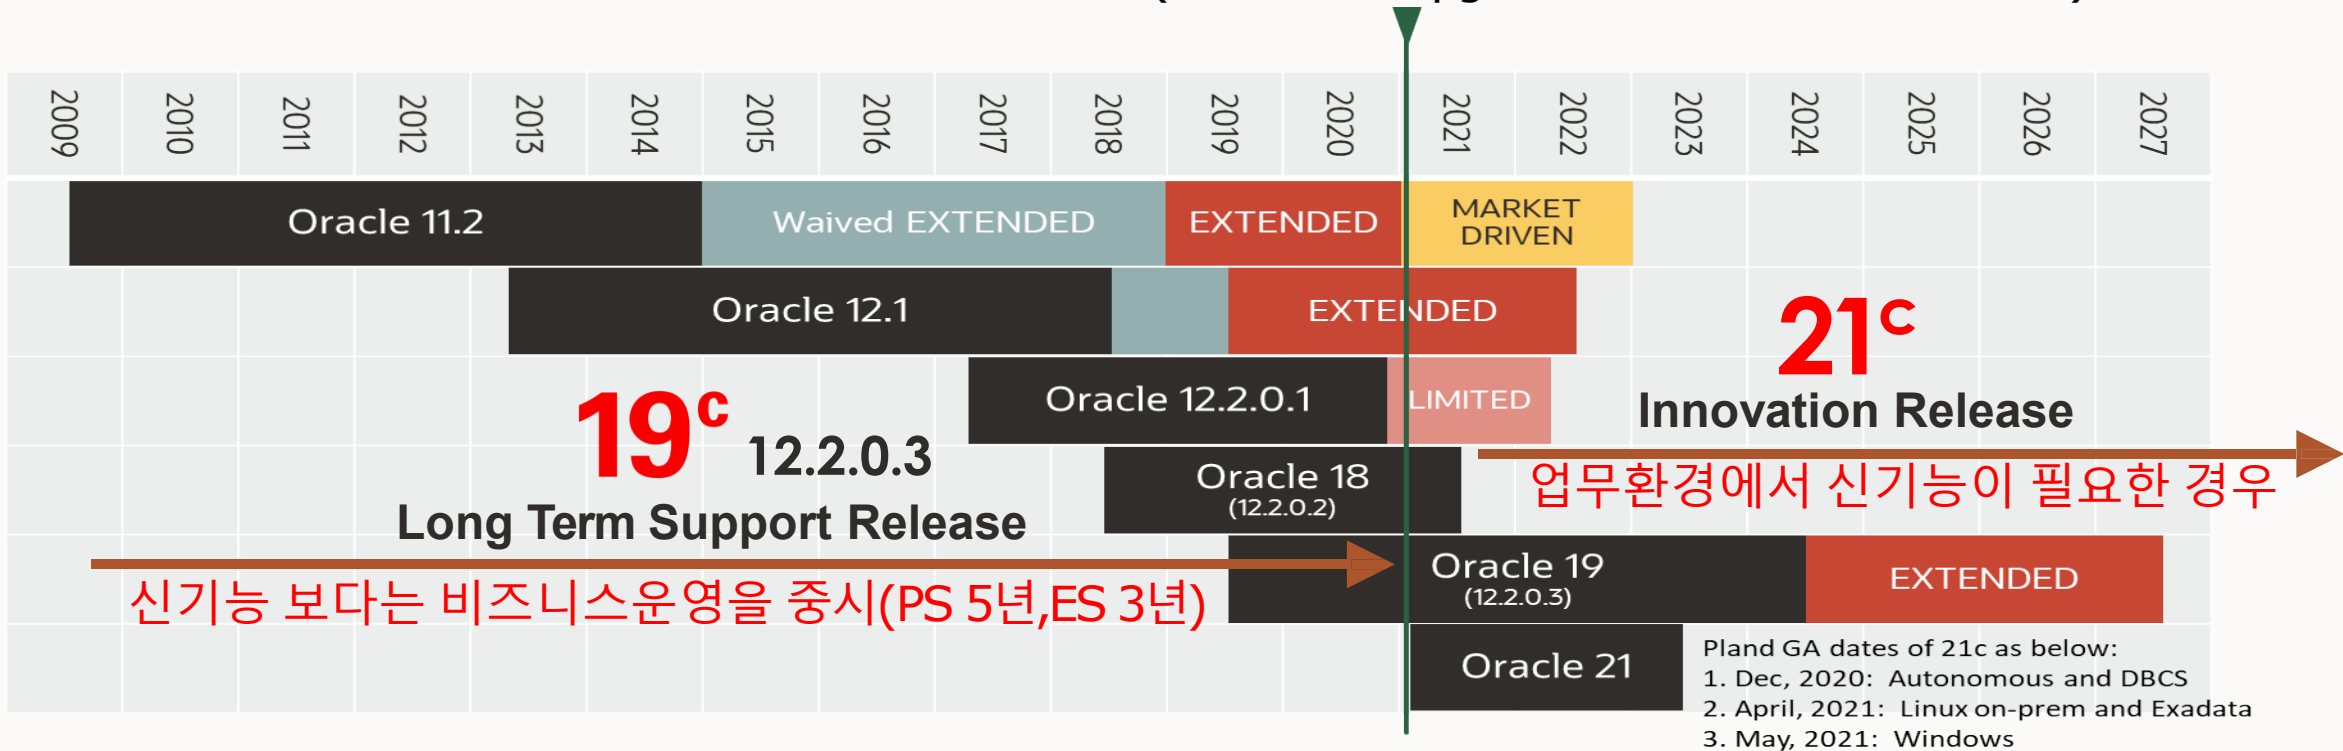 2009
2010
2011
2012
2013
2014
2015
2016
2017
2018
2019
2020
2021
2022
2023
2024
2025
2026
2027
Oracle 11.2
Waived EXTENDED
EXTENDED
MARKET
DRIVEN
Oracle 12.1
EXTENDED
Oracle 12.2.0.1
LIMITED
21c
Innovation Release
업무환경에서 신기능이 필요한 경우
19c 12.2.0.3
Long Term Support Release
신기능 보다는 비즈니스운영을 중시(PS 5년,ES 3년)
Oracle 18
(12.2.0.2)
Oracle 19
(12.2.0.3)
EXTENDED
Oracle 21
Pland GA dates of 21c as below:
1. Dec, 2020: Autonomous and DBCS
2. April, 2021: Linux on-prem and Exadata
3. May, 2021: Windows